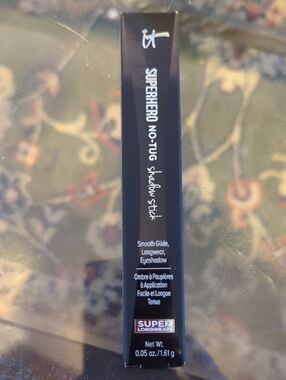 it
SUPERHERO NO-TUG shadow stick
Smooth Glide,
Longwear,
Eyeshadow
Ombre à Paupières
à Application
Facile et Longue
Tenue
SUPER
LONGWEAR
Net Wt.
0.05 oz./1.61 g